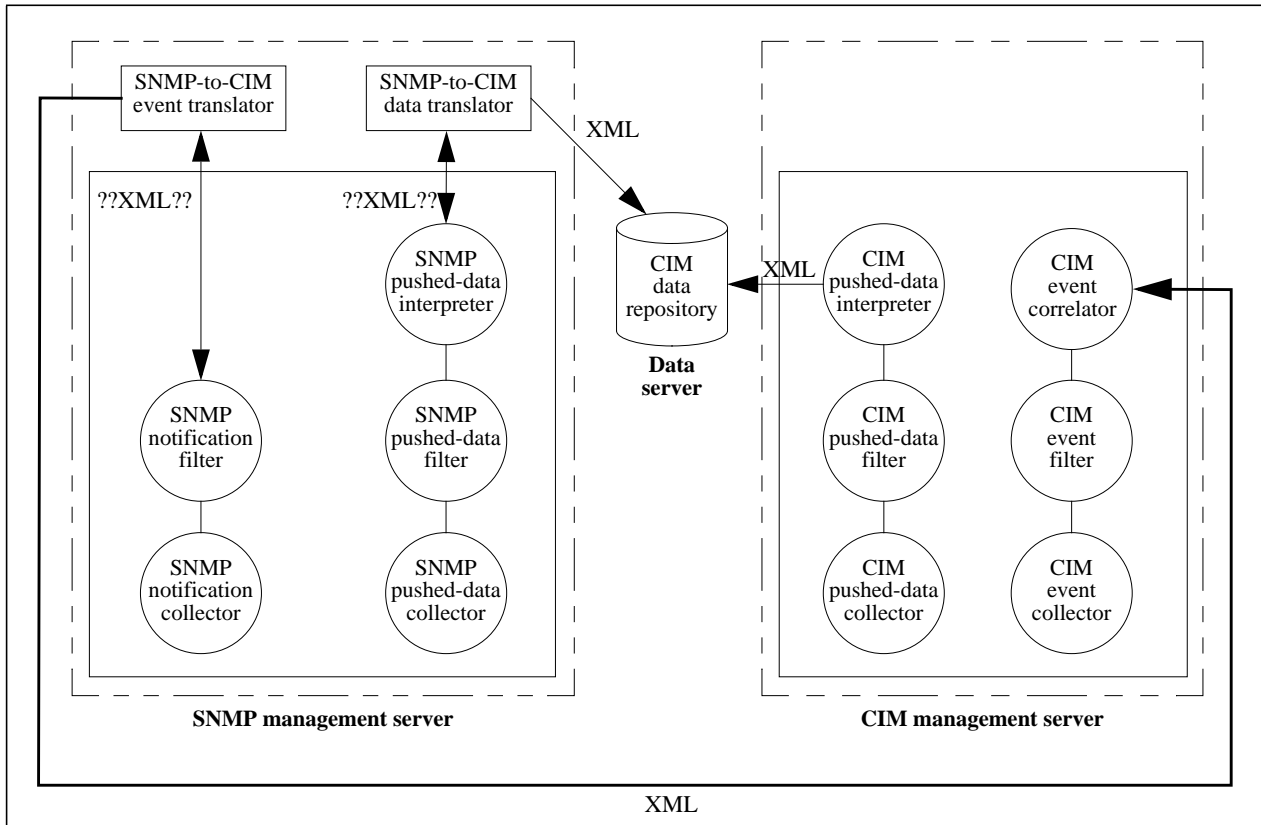 SNMP-to-CIM
event translator
SNMP-to-CIM
data translator
XML
??XML??
??XML??
SNMP
pushed-data
interpreter
CIM
data
repository
XML
CIM
pushed-data
interpreter
CIM
event
correlator
Data
server
SNMP
notification
filter
SNMP
pushed-data
filter
CIM
pushed-data
filter
CIM
event
filter
SNMP
notification
collector
SNMP
pushed-data
collector
CIM
pushed-data
collector
CIM
event
collector
SNMP management server
CIM management server
XML